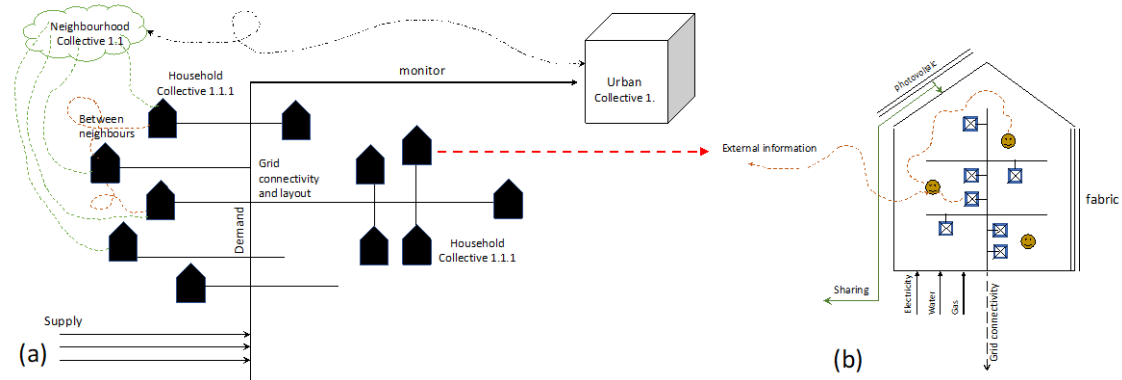 Neighbourhood
Collective 1.1
Household
Collective 1.1.1
monitor
Urban
Collective 1.
Between
neighbours
Grid
connectivity
and layout
Demand
Household
Collective 1.1.1
Supply
(a)
photovoltaic
External information
fabric
Sharing
Electricity
Water
Gas
Grid connectivity
(b)